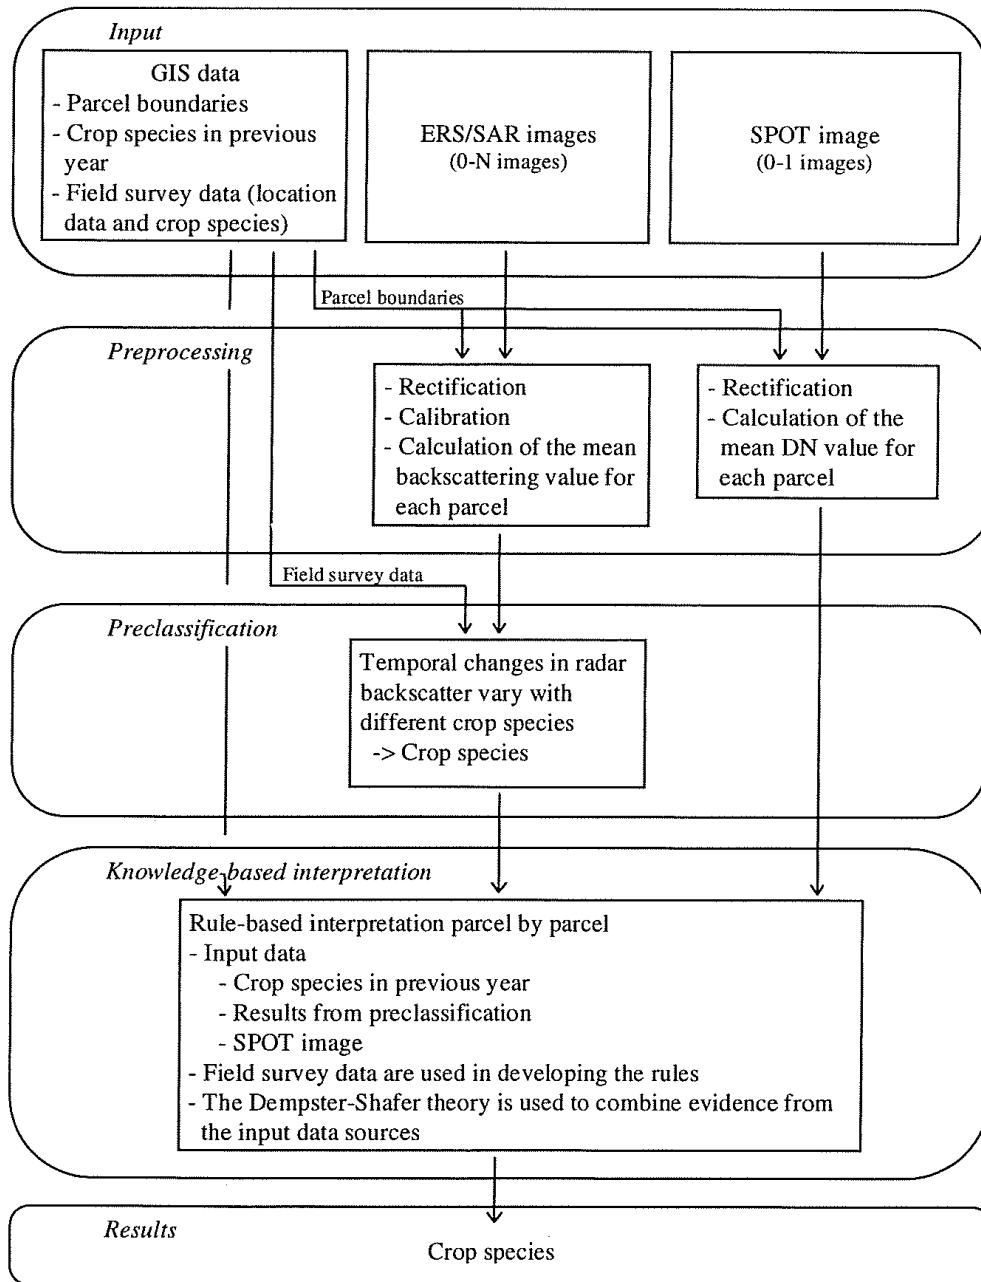 Input
GIS data
- Parcel boundaries
- Crop species in previous
year
- Field survey data (location
data and crop species)
ERS/SAR images
(0-N images)
SPOT image
(0-1 images)
Parcel boundaries
Preprocessing
- Rectification
- Calibration
- Calculation of the mean
backscattering value for
each parcel
- Rectification
- Calculation of the
mean DN value for
each parcel
Field survey data
Preclassification
Temporal changes in radar
backscatter vary with
different crop species
-> Crop species
Knowledge-based interpretation
Rule-based interpretation parcel by parcel
- Input data
- Crop species in previous year
- Results from preclassification
- SPOT image
- Field survey data are used in developing the rules
- The Dempster-Shafer theory is used to combine evidence from
the input data sources
Results
Crop species